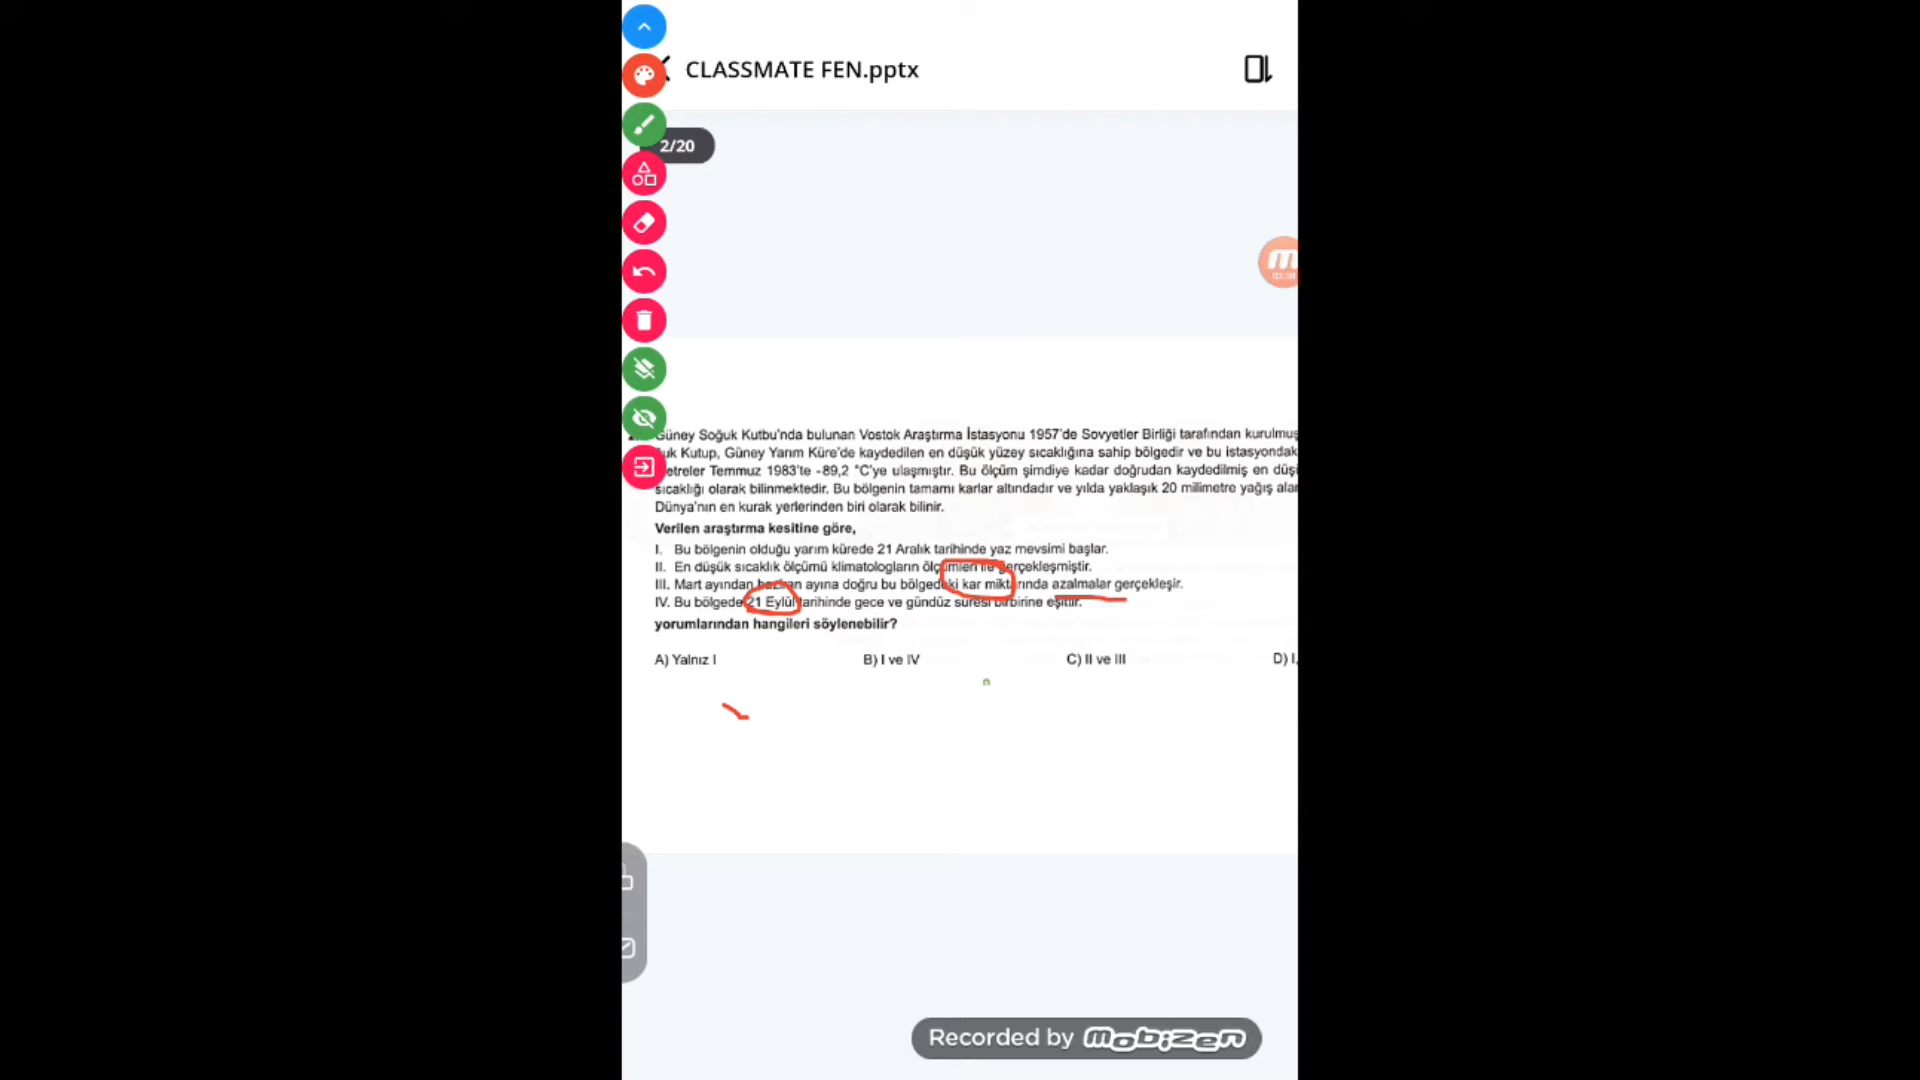 CLASSMATE FEN.pptx
2/20
Güney Soğuk Kutbu'nda bulunan Vostok Araştırma İstasyonu 1957'de Sovyetler Birliği tarafından kurulmuş
uk Kutup, Güney Yarım Küre'de kaydedilen en düşük yüzey sıcaklığına sahip bölgedir ve bu istasyondak
etreler Temmuz 1983'te -89,2 °C'ye ulaşmıştır. Bu ölçüm şimdiye kadar doğrudan kaydedilmiş en düşü
sıcaklığı olarak bilinmektedir. Bu bölgenin tamamı karlar altındadır ve yılda yaklaşık 20 milimetre yağış alan
Dünya'nın en kurak yerlerinden biri olarak bilinir.
Verilen araştırma kesitine göre,
I. Bu bölgenin olduğu yarım kürede 21 Aralık tarihinde yaz mevsimi başlar.
II. En düşük sıcaklık ölçümü klimatologların ölçümleri ile gerçekleşmiştir.
III. Mart ayından haziran ayına doğru bu bölgedeki kar miktarında azalmalar gerçekleşir.
IV. Bu bölgede 21 Eylül tarihinde gece ve gündüz süresi birbirine eşittir.
yorumlarından hangileri söylenebilir?
A) Yalnız I B) I ve IV C) II ve III D) I,
Recorded by mobizen